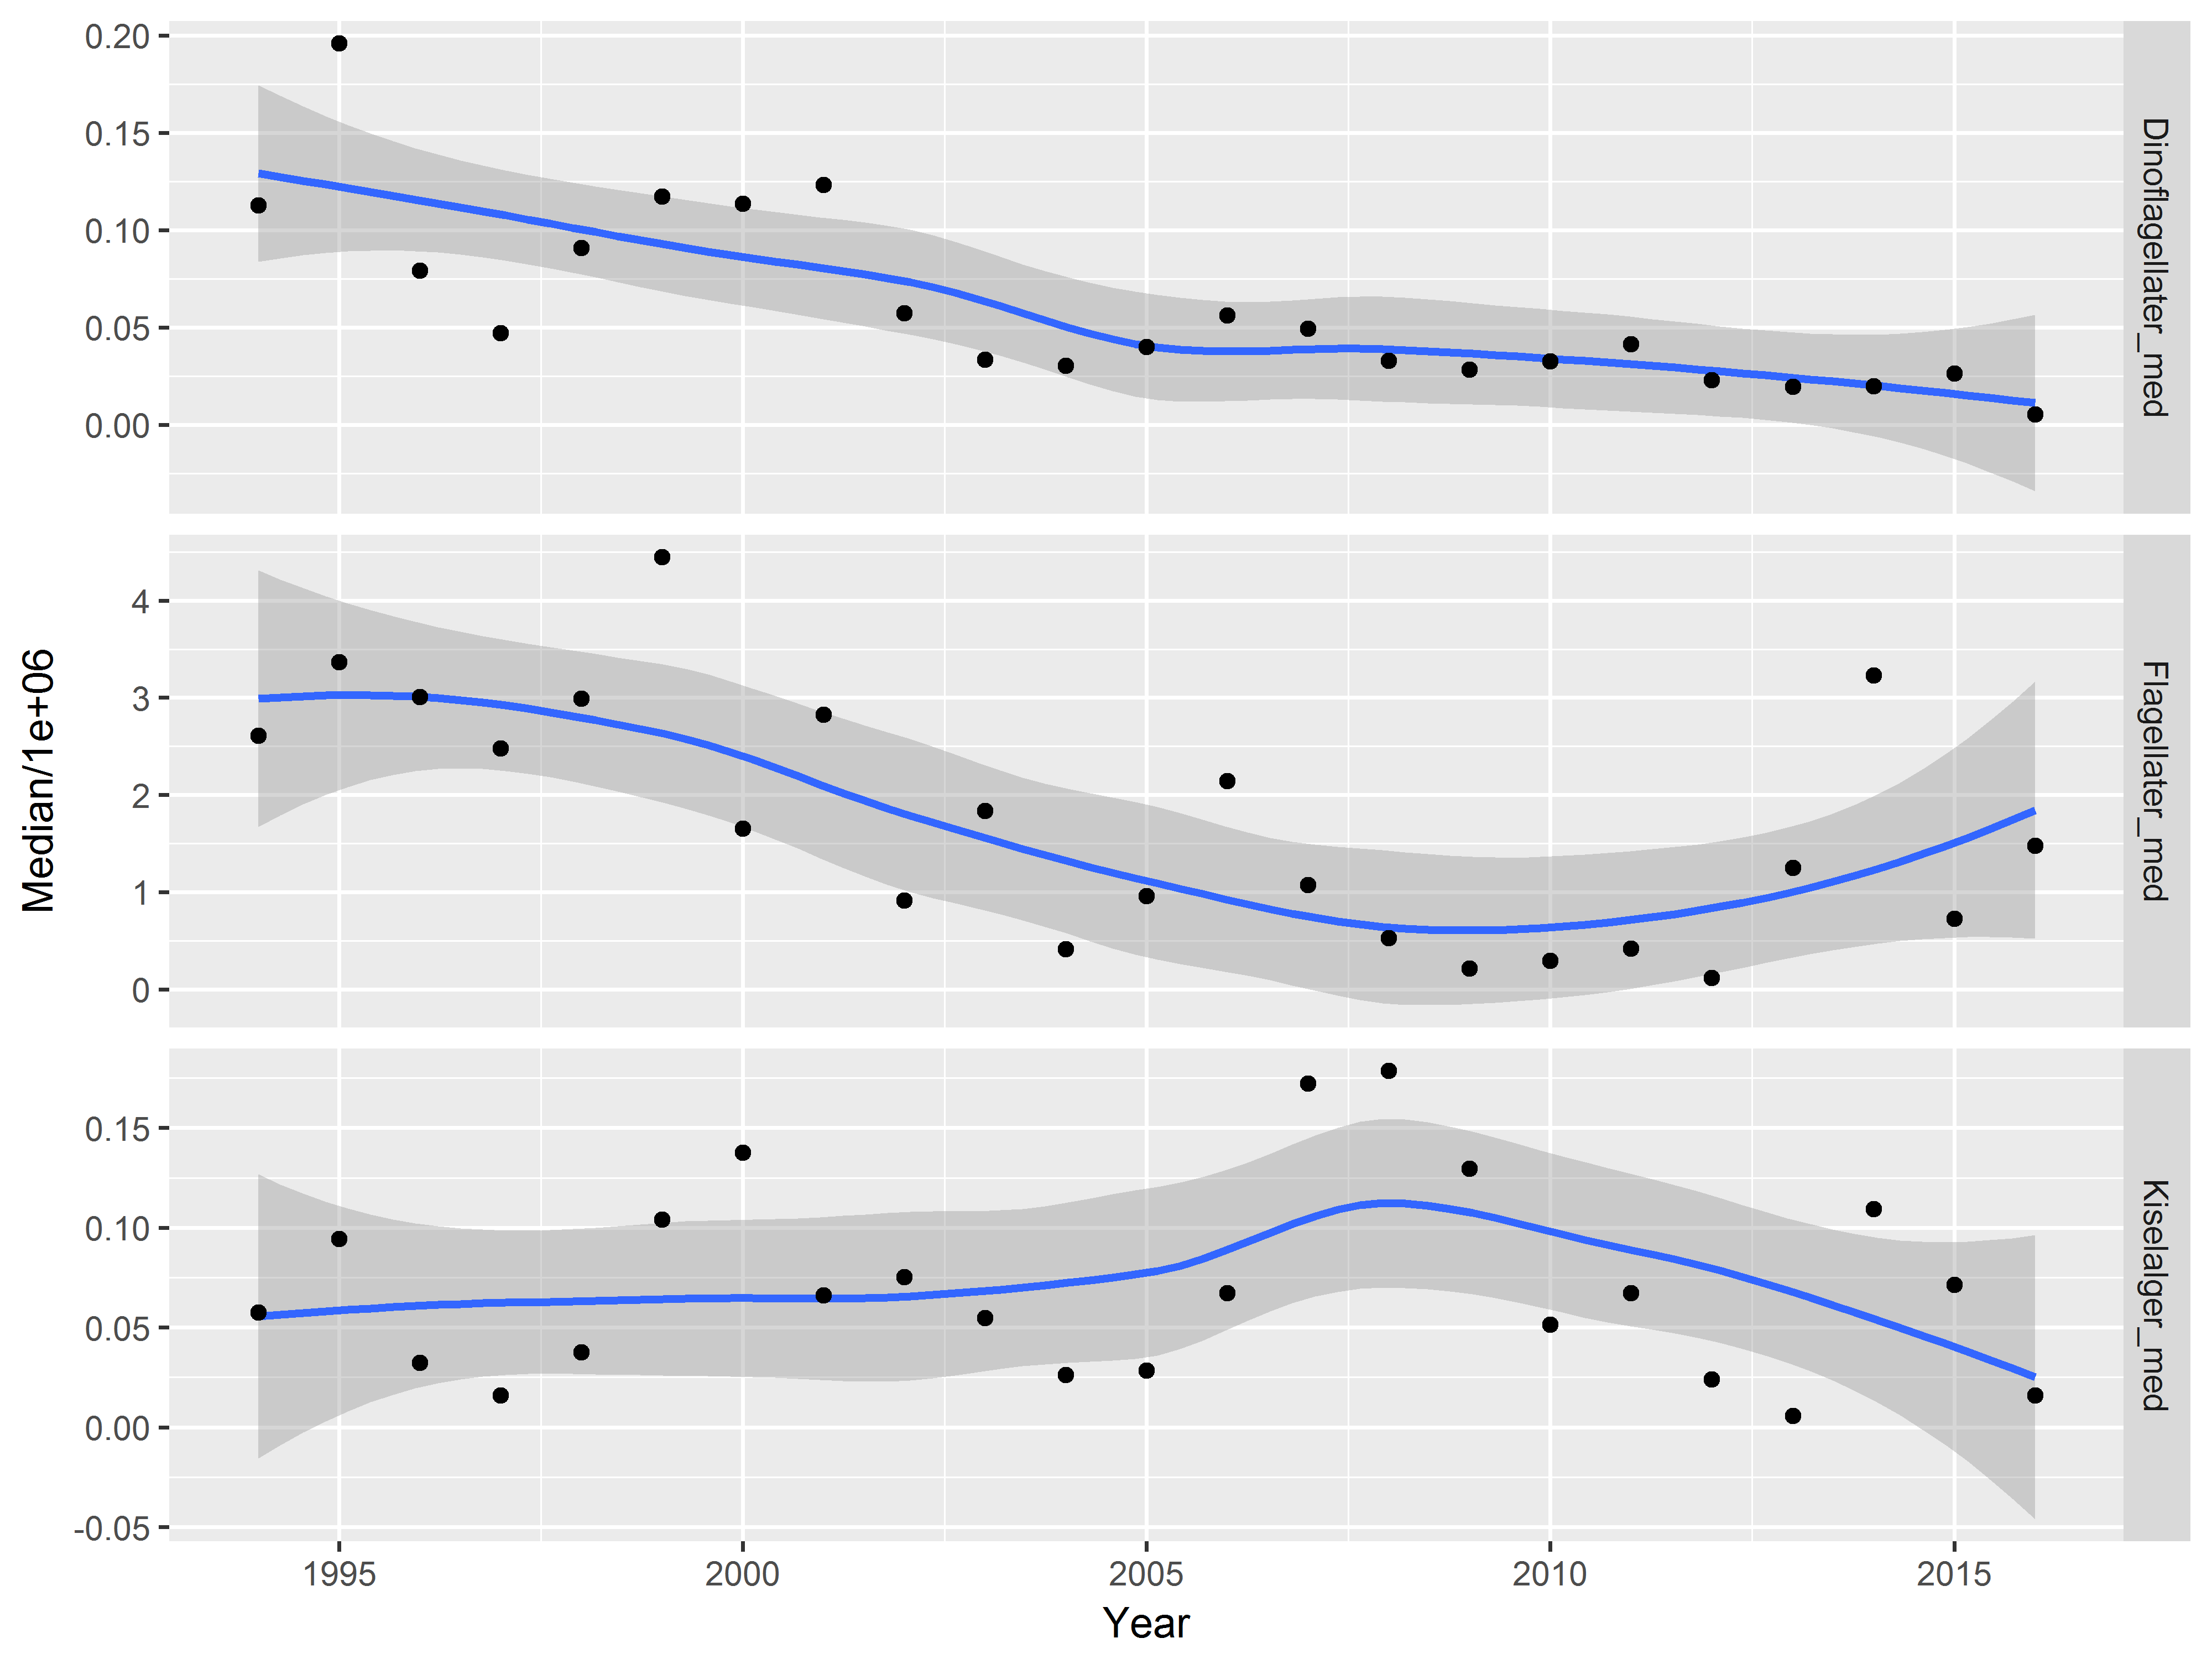 0.20
0.15
0.10
0.05
0.00
Dinoflagellater_med
4
3
2
1
0
Flagellater_med
Median/1e+06
0.15
0.10
0.05
0.00
-0.05
Kiselalger_med
1995 2000 2005 2010 2015
Year